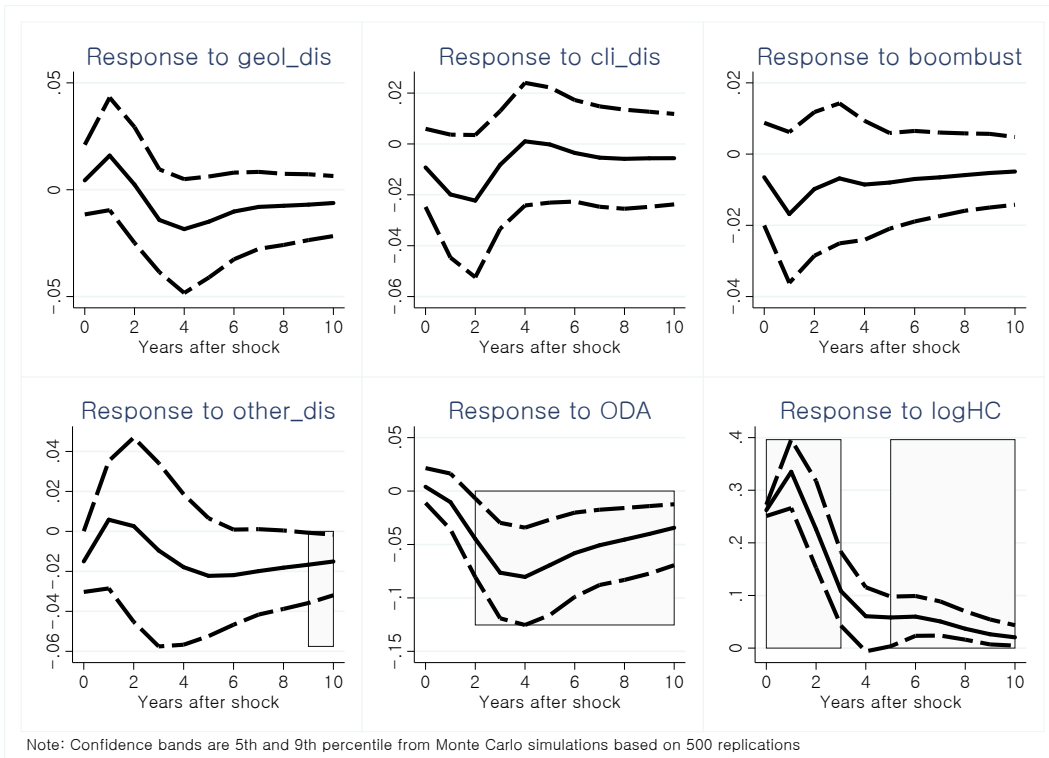 Response to geol_dis
.05
0
-.05
0 2 4 6 8 10
Years after shock
Response to cli_dis
.02
0
-.02
-.04
-.06
0 2 4 6 8 10
Years after shock
Response to boombust
.02
0
-.02
-.04
0 2 4 6 8 10
Years after shock
Response to other_dis
.04
.02
0
-.02
-.04
-.06
0 2 4 6 8 10
Years after shock
Response to ODA
.05
0
-.05
-.1
-.15
0 2 4 6 8 10
Years after shock
Response to logHC
.4
.3
.2
.1
0
0 2 4 6 8 10
Years after shock
Note: Confidence bands are 5th and 9th percentile from Monte Carlo simulations based on 500 replications